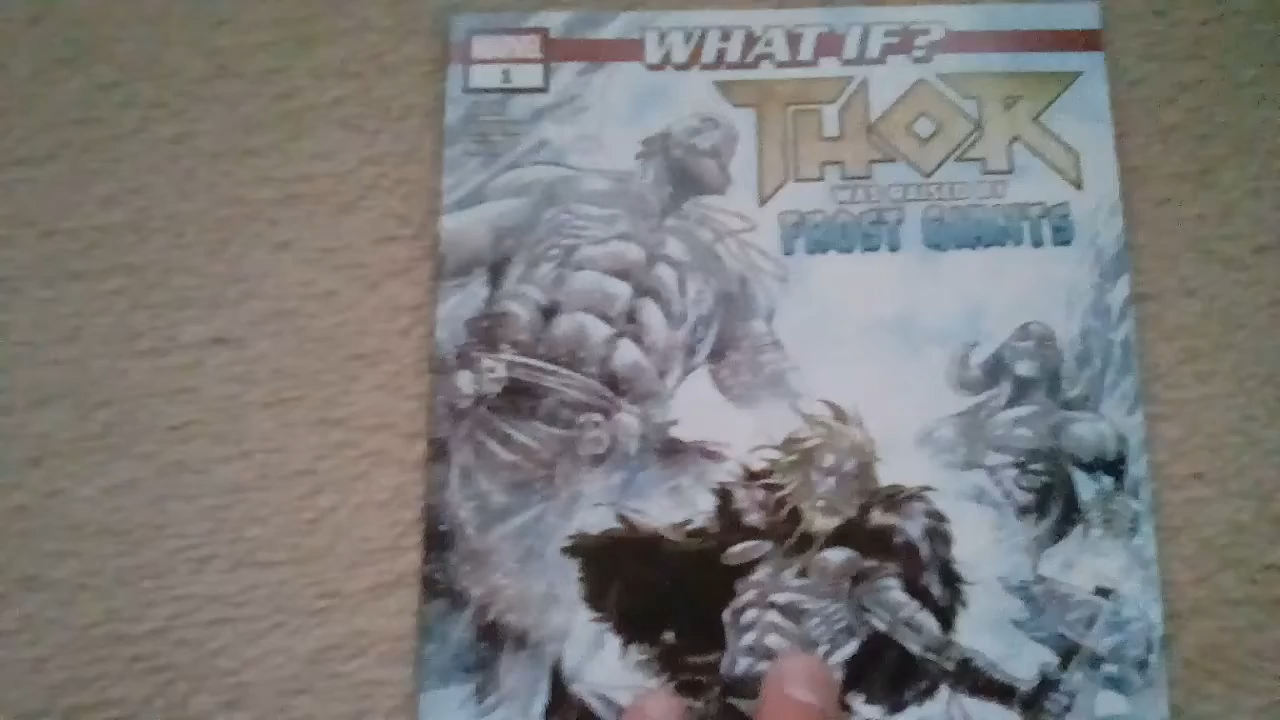 WHAT IF?
MARVEL
1
THOR
WAS RAISED BY
FROST GIANTS